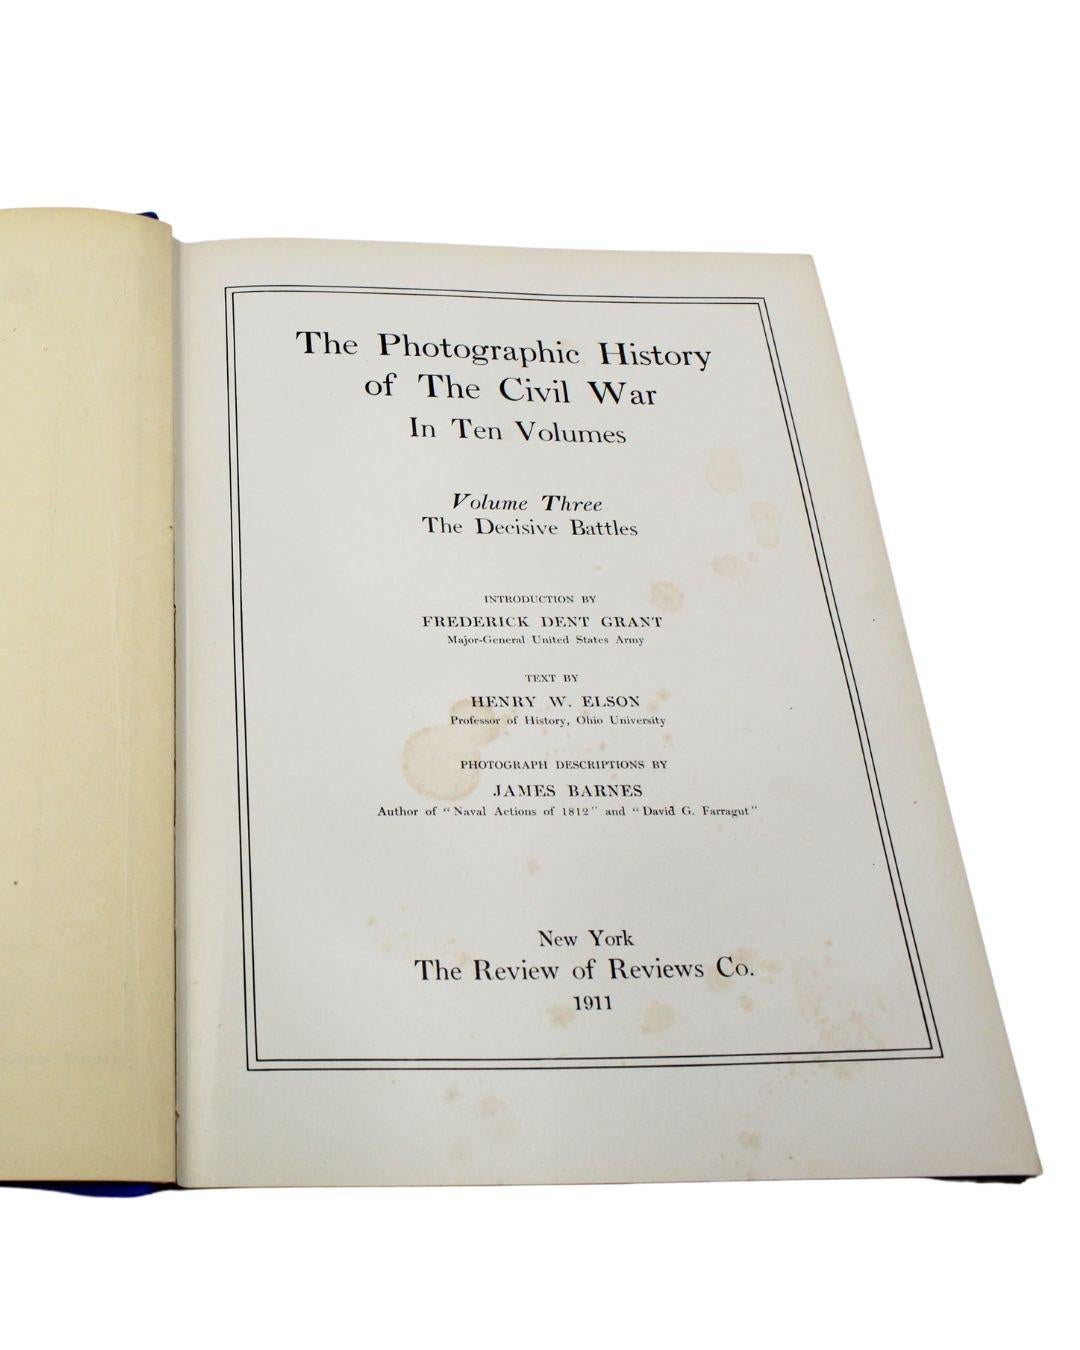 The Photographic History
of The Civil War
In Ten Volumes
Volume Three
The Decisive Battles
INTRODUCTION BY
FREDERICK DENT GRANT
Major-General United States Army
TEXT BY
HENRY W. ELSON
Professor of History, Ohio University
PHOTOGRAPH DESCRIPTIONS BY
JAMES BARNES
Author of "Naval Actions of 1812" and "David G. Farragut"
New York
The Review of Reviews Co.
1911